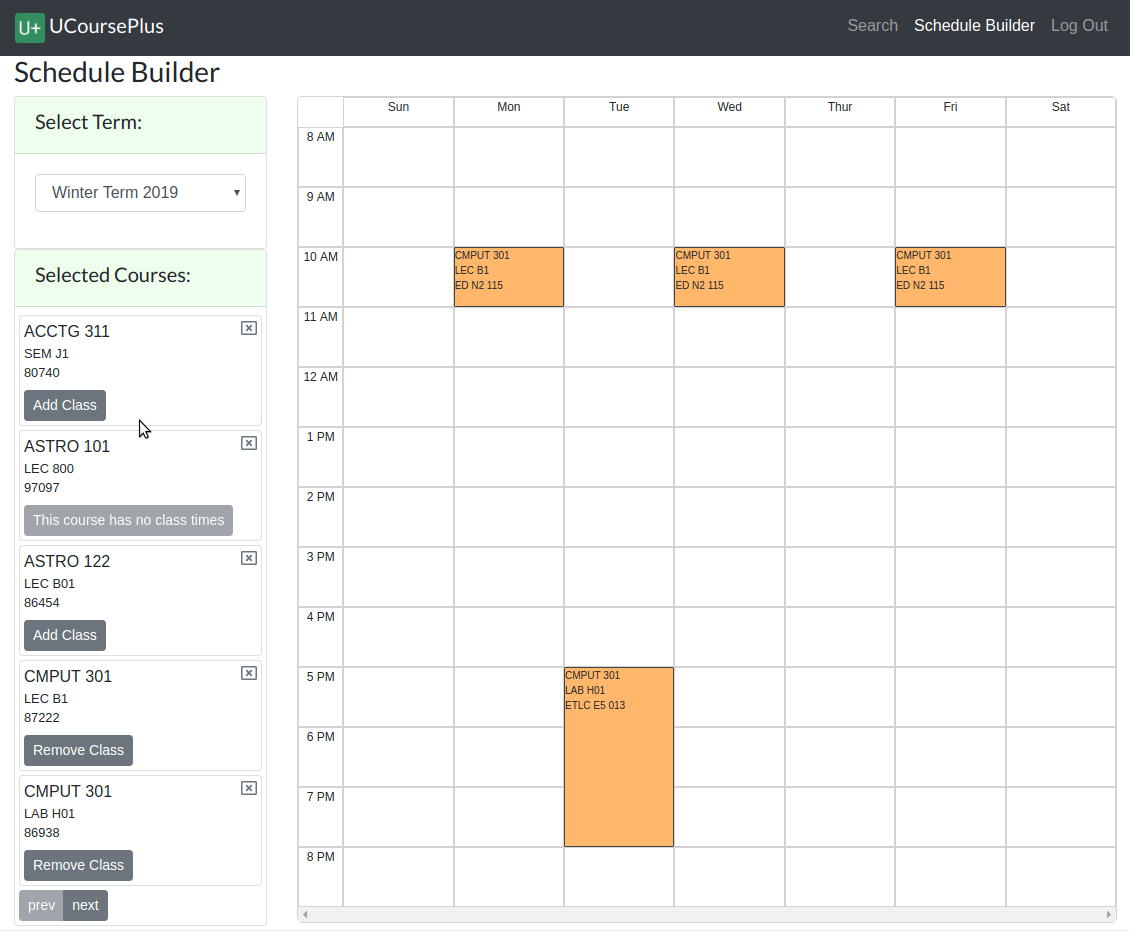 U+ UCoursePlus
Search Schedule Builder Log Out
Schedule Builder
Select Term:
Winter Term 2019
Selected Courses:
ACCTG 311
SEM J1
80740
Add Class
ASTRO 101
LEC 800
97097
This course has no class times
ASTRO 122
LEC B01
86454
Add Class
CMPUT 301
LEC B1
87222
Remove Class
CMPUT 301
LAB H01
86938
Remove Class
prev next
Sun Mon Tue Wed Thur Fri Sat
8 AM
9 AM
10 AM
CMPUT 301
LEC B1
ED N2 115
CMPUT 301
LEC B1
ED N2 115
CMPUT 301
LEC B1
ED N2 115
11 AM
12 AM
1 PM
2 PM
3 PM
4 PM
5 PM
CMPUT 301
LAB H01
ETLC E5 013
6 PM
7 PM
8 PM